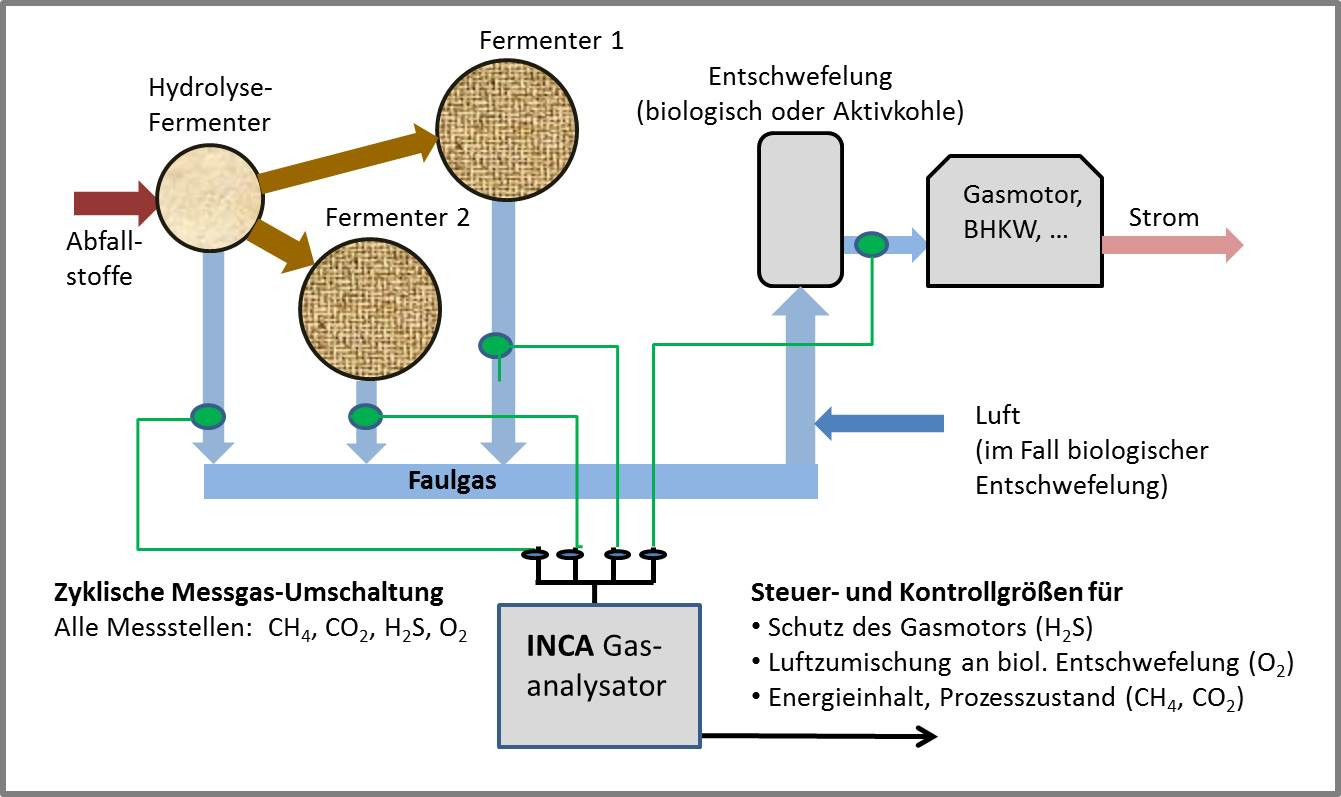 Fermenter 1
Hydrolyse-
Fermenter
Entschwefelung
(biologisch oder Aktivkohle)
Fermenter 2
Gasmotor,
BHKW, ...
Strom
Abfall-
stoffe
Luft
(im Fall biologischer
Entschwefelung)
Faulgas
Zyklische Messgas-Umschaltung
Alle Messstellen: CH₄, CO₂, H₂S, O₂
INCA Gas-
analysator
Steuer- und Kontrollgrößen für
• Schutz des Gasmotors (H₂S)
• Luftzumischung an biol. Entschwefelung (O₂)
• Energieinhalt, Prozesszustand (CH₄, CO₂)